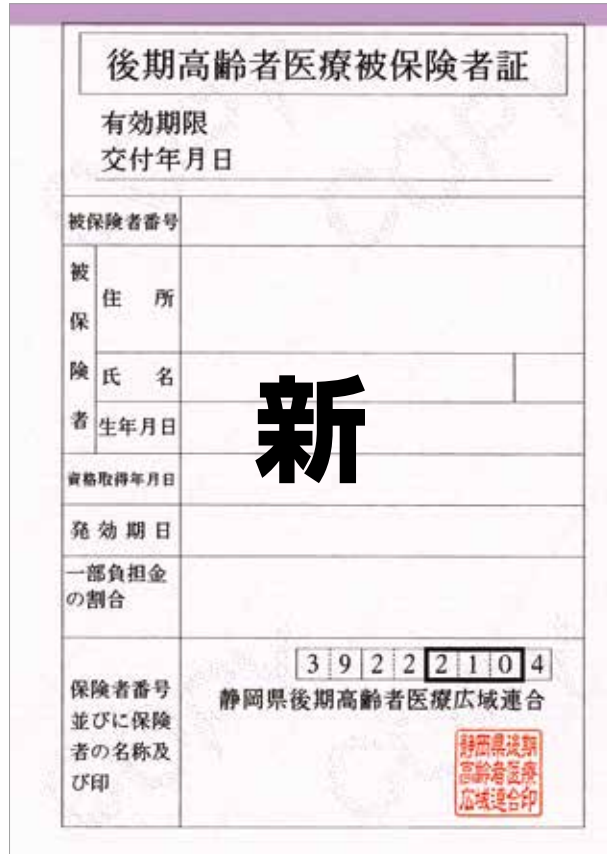 後期高齢者医療被保険者証
有効期限
交付年月日
被保険者番号
被保険者
住所
氏名
新
生年月日
資格取得年月日
発効期日
一部負担金
の割合
39222104
保険者番号
並びに保険
者の名称及
び印
静岡県後期高齢者医療広域連合
静岡県後期
高齢者医療
広域連合印